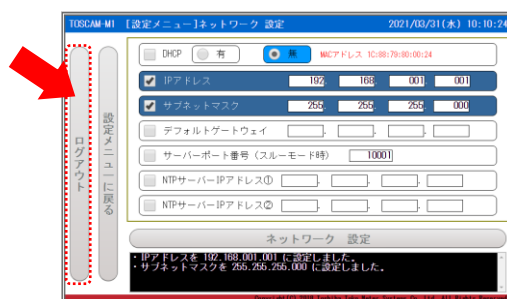 TOSCAM-M1 [設定メニュー]ネットワーク 設定 2021/03/31(水) 10:10:24
DHCP 有 無 MACアドレス 1C:88:79:80:00:24
IPアドレス 192. 168. 001. 001
サブネットマスク 255. 255. 255. 000
デフォルトゲートウェイ . . .
サーバーポート番号 (スルーモード時) 10001
NTPサーバーIPアドレス① . . .
NTPサーバーIPアドレス② . . .
ログアウト
設定メニューに戻る
ネットワーク 設定
・IPアドレスを 192.168.001.001 に設定しました。
・サブネットマスクを 255.255.255.000 に設定しました。